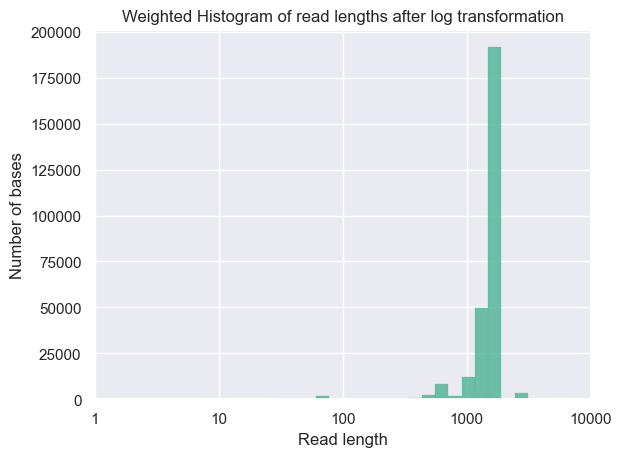 Weighted Histogram of read lengths after log transformation
200000
175000
150000
125000
100000
75000
50000
25000
0
Number of bases
1 10 100 1000 10000
Read length